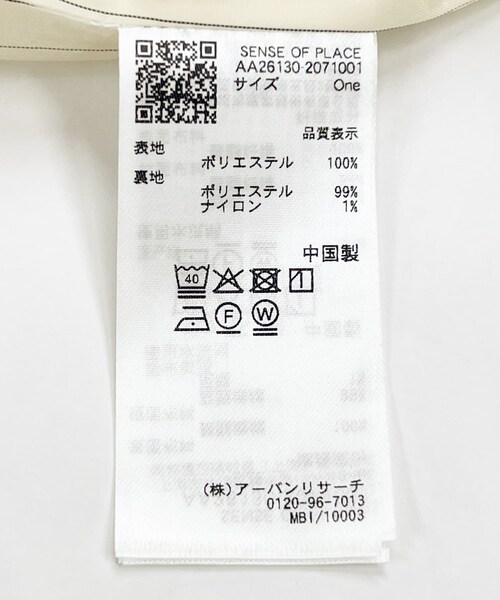 SENSE OF PLACE
AA26130-2071001
サイズ One
品質表示
表地
ポリエステル 100%
裏地
ポリエステル 99%
ナイロン 1%
中国製
40
F W
(株)アーバンリサーチ
0120-96-7013
MBI/10003